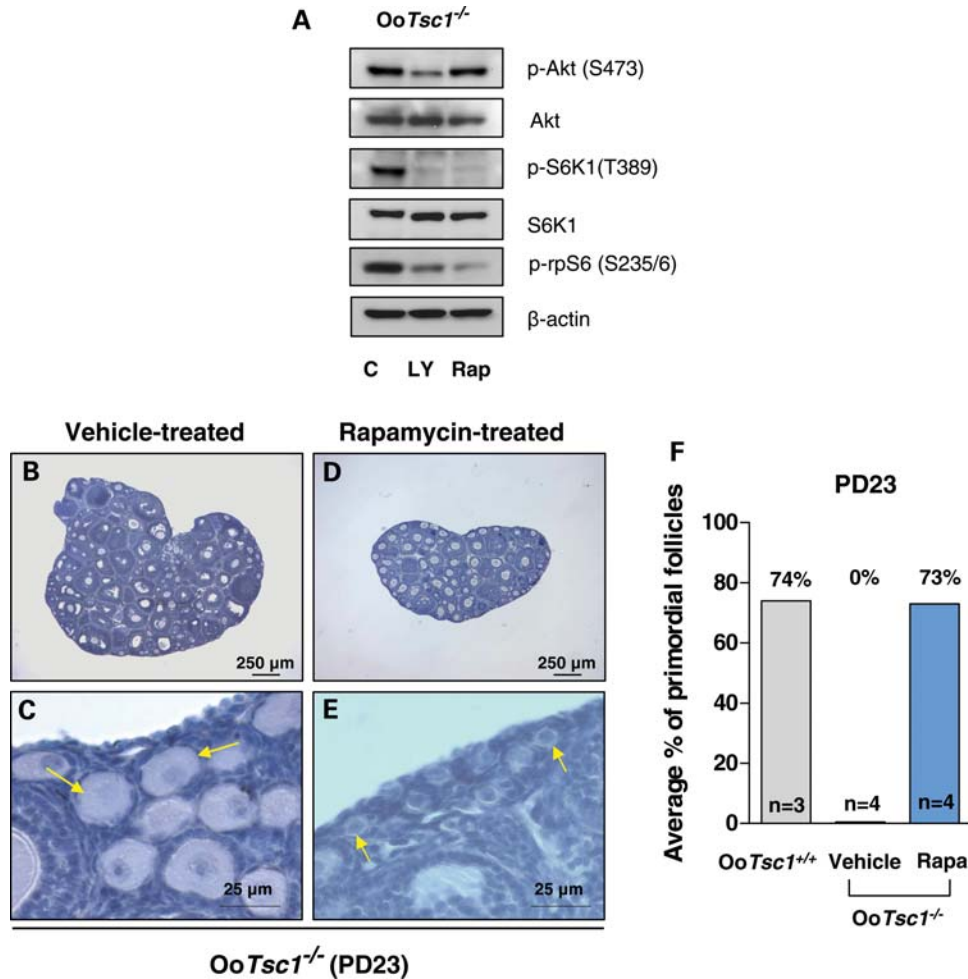 A
OoTsc1-/-
p-Akt (S473)
Akt
p-S6K1(T389)
S6K1
p-rpS6 (S235/6)
β-actin
C LY Rap
Vehicle-treated Rapamycin-treated
B
250 µm
D
250 µm
C
25 µm
E
25 µm
OoTsc1-/- (PD23)
F
PD23
Average % of primordial follicles
100
80
60
40
20
0
74% 0% 73%
n=3 n=4 n=4
OoTsc1+/+ Vehicle Rapa
OoTsc1-/-